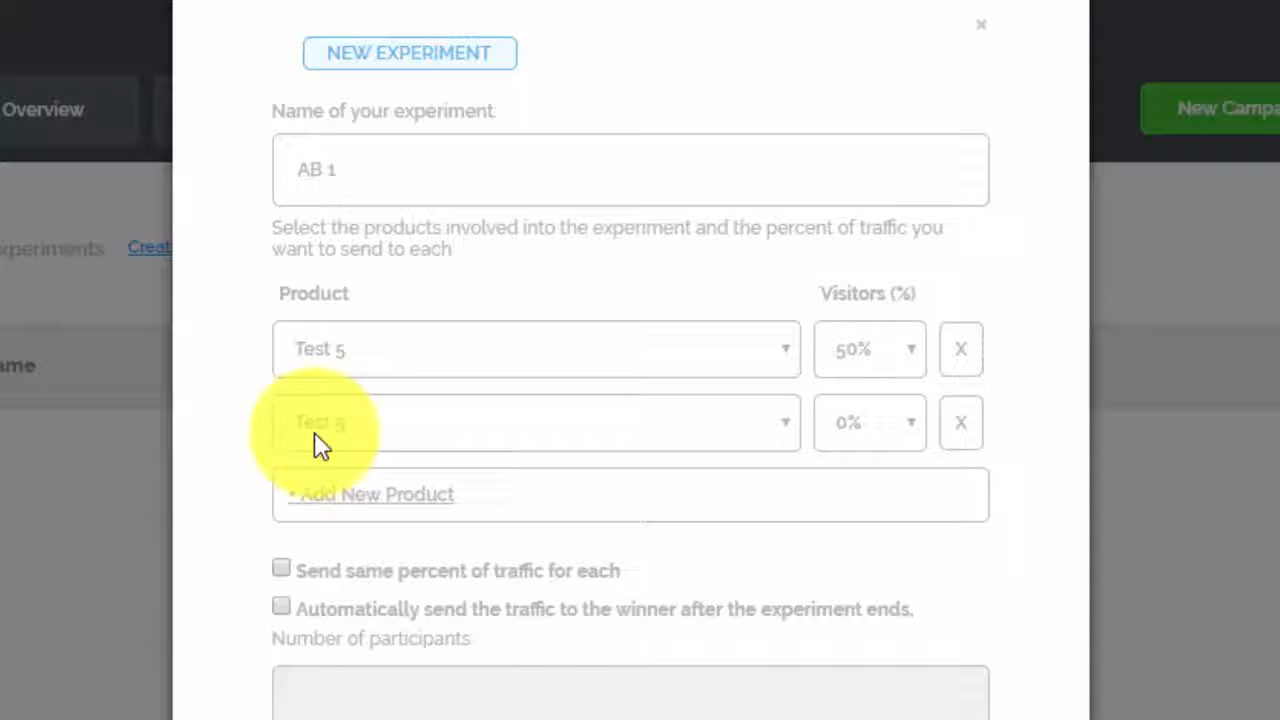 ×
NEW EXPERIMENT
Overview
New Campa
Name of your experiment
AB 1
Select the products involved into the experiment and the percent of traffic you
want to send to each
xperiments Creat
Product Visitors (%)
Test 5 ▼ 50% ▼ X
ame
Test 5 ▼ 0% ▼ X
+ Add New Product
Send same percent of traffic for each
Automatically send the traffic to the winner after the experiment ends.
Number of participants